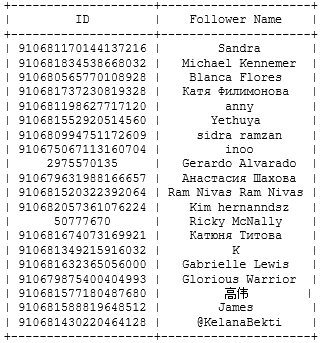 ID | Follower Name
910681170144137216 | Sandra
910681834538668032 | Michael Kennemer
910680565770108928 | Blanca Flores
910681737230819328 | Катя Филимонова
910681198627717120 | anny
910681552920514560 | Yethuya
910680994751172609 | sidra ramzan
910675067113160704 | inoo
2975570135 | Gerardo Alvarado
910679631988166657 | Анастасия Шахова
910681520322392064 | Ram Nivas Ram Nivas
910682057361076224 | Kim hernanndsz
50777670 | Ricky McNally
910681674073169921 | Катюня Титова
910681349215916032 | K
910681632365056000 | Gabrielle Lewis
910679875400404993 | Glorious Warrior
910681577180487680 | 高伟
910681588819648512 | James
910681430220464128 | @KelanaBekti